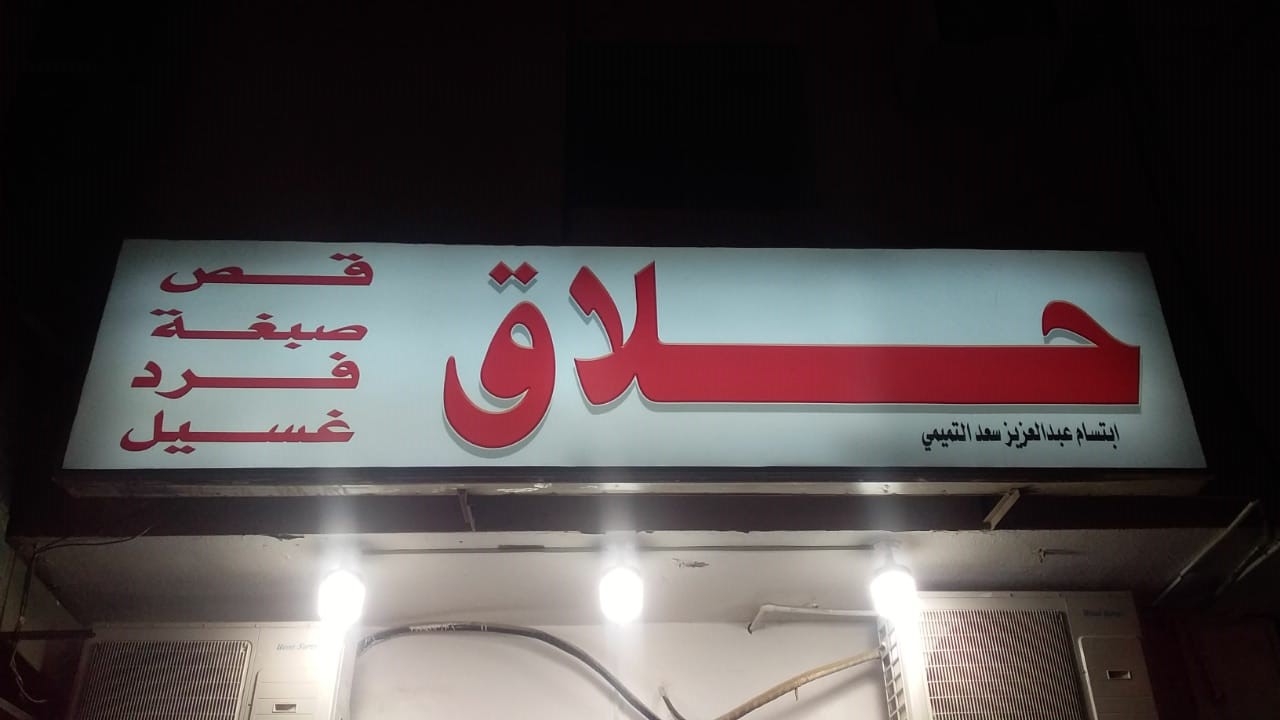 حلاق
ابتسام عبدالعزيز سعد التميمي
قص
صبغة
فرد
غسيل